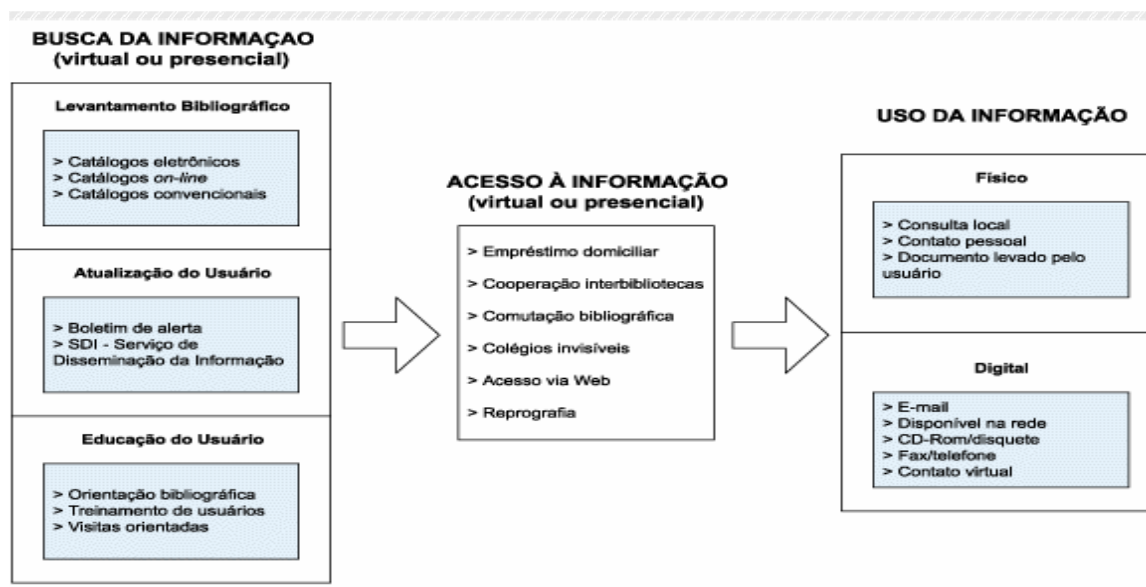 BUSCA DA INFORMAÇAO
(virtual ou presencial)
Levantamento Bibliográfico
> Catálogos eletrônicos
> Catálogos on-line
> Catálogos convencionais
Atualização do Usuário
> Boletim de alerta
> SDI - Serviço de
Disseminação da Informação
Educação do Usuário
> Orientação bibliográfica
> Treinamento de usuários
> Visitas orientadas
ACESSO À INFORMAÇÃO
(virtual ou presencial)
> Empréstimo domiciliar
> Cooperação interbibliotecas
> Comutação bibliográfica
> Colégios invisíveis
> Acesso via Web
> Reprografia
USO DA INFORMAÇÃO
Físico
> Consulta local
> Contato pessoal
> Documento levado pelo
usuário
Digital
> E-mail
> Disponível na rede
> CD-Rom/disquete
> Fax/telefone
> Contato virtual